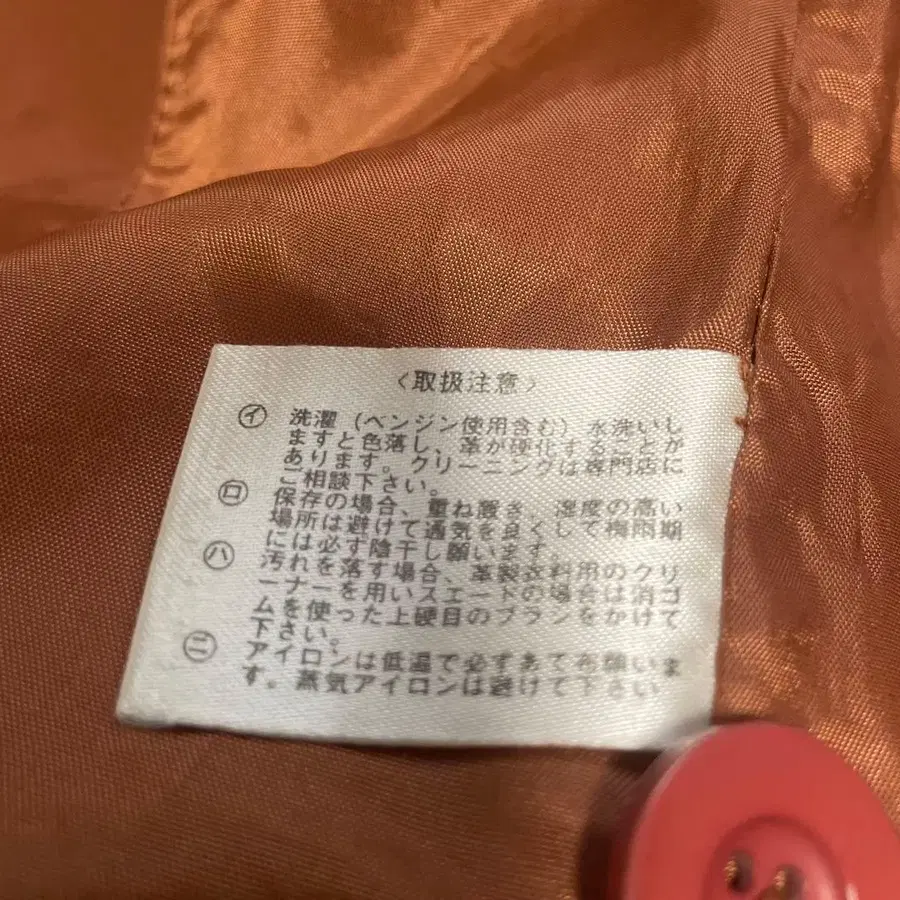 〈取扱注意〉
㋑ 洗濯(ベンジン使用含む)水洗いし
ますと色落し、革が硬化することが
あります。クリーニングは専門店に
ご相談下さい。
㋺ 保存の場合、重ね置き、湿度の高い
場所は避けて通気を良くして梅雨期
には必ず陰干し願います。
㋩ 汚れを落す場合、革製衣料用のクリ
ーナーを用いスエードの場合は消ゴ
ムを使った上硬目のブラシをかけて
下さい。
㋥ アイロンは低温で必ずあて布願いま
す。蒸気アイロンは避けて下さい